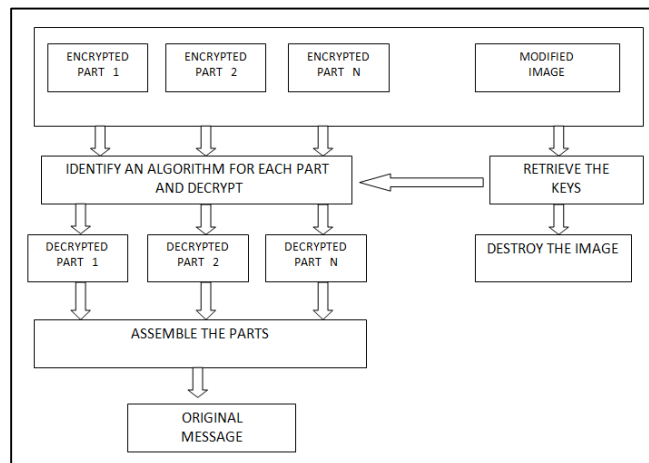 ENCRYPTED
PART 1
ENCRYPTED
PART 2
ENCRYPTED
PART N
MODIFIED
IMAGE
IDENTIFY AN ALGORITHM FOR EACH PART
AND DECRYPT
RETRIEVE THE
KEYS
DECRYPTED
PART 1
DECRYPTED
PART 2
DECRYPTED
PART N
DESTROY THE IMAGE
ASSEMBLE THE PARTS
ORIGINAL
MESSAGE